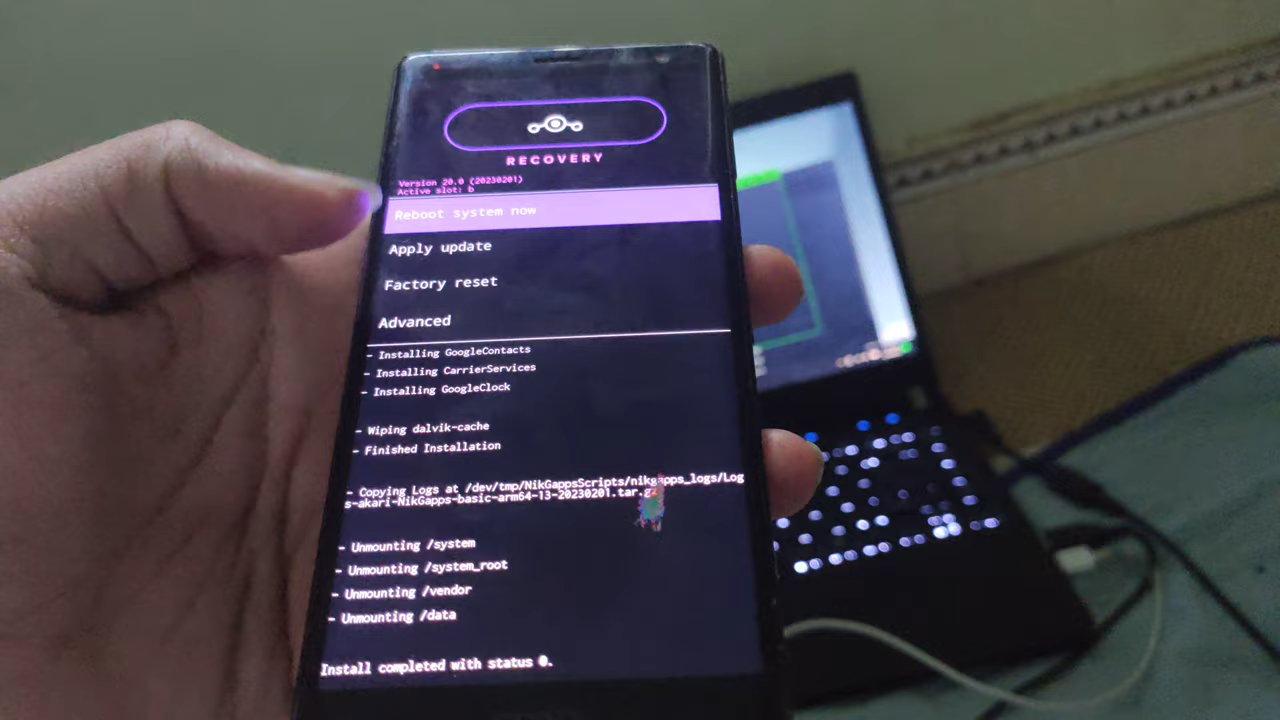 RECOVERY
Version 20.0 (20230201)
Active slot: b
Reboot system now
Apply update
Factory reset
Advanced
- Installing GoogleContacts
- Installing CarrierServices
- Installing GoogleClock
- Wiping dalvik-cache
- Finished Installation
- Copying Logs at /dev/tmp/NikGappsScripts/nikgapps_logs/Log
s-akari-NikGapps-basic-arm64-13-20230201.tar.gz
- Unmounting /system
- Unmounting /system_root
- Unmounting /vendor
- Unmounting /data
Install completed with status 0.